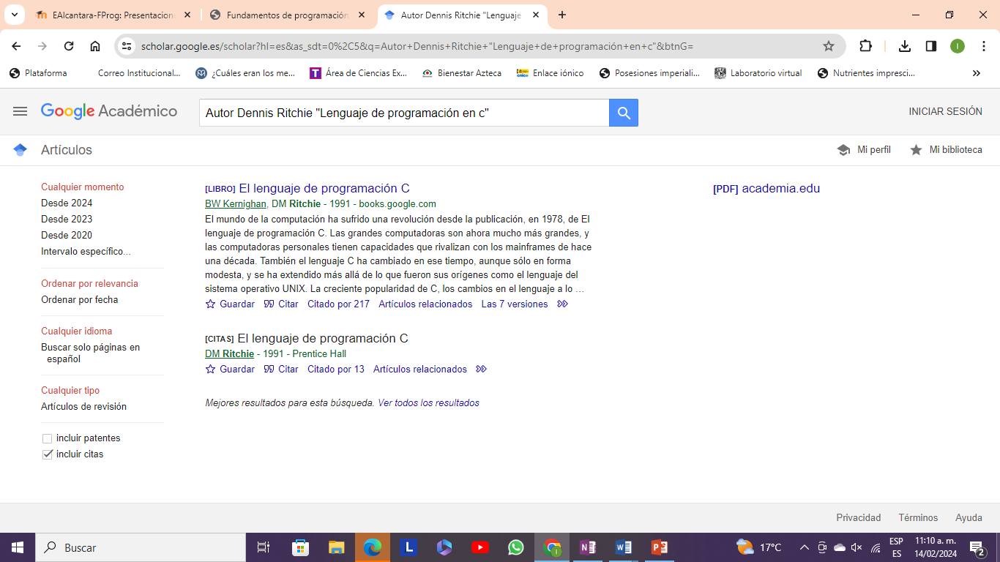 EAlcantara-FProg: Presentacione
Fundamentos de programación
Autor Dennis Ritchie "Lenguaje
scholar.google.es/scholar?hl=es&as_sdt=0%2C5&q=Autor+Dennis+Ritchie+"Lenguaje+de+programación+en+c"&btnG=
I
Plataforma
Correo Institucional...
¿Cuáles eran los me...
Área de Ciencias Ex...
Bienestar Azteca
Enlace iónico
Posesiones imperiali...
Laboratorio virtual
Nutrientes impresci...
Google Académico
Autor Dennis Ritchie "Lenguaje de programación en c"
INICIAR SESIÓN
Artículos
Mi perfil
Mi biblioteca
Cualquier momento
Desde 2024
Desde 2023
Desde 2020
Intervalo específico...
Ordenar por relevancia
Ordenar por fecha
Cualquier idioma
Buscar solo páginas en
español
Cualquier tipo
Artículos de revisión
incluir patentes
incluir citas
[LIBRO] El lenguaje de programación C
BW Kernighan, DM Ritchie - 1991 - books.google.com
El mundo de la computación ha sufrido una revolución desde la publicación, en 1978, de El
lenguaje de programación C. Las grandes computadoras son ahora mucho más grandes, y
las computadoras personales tienen capacidades que rivalizan con los mainframes de hace
una década. También el lenguaje C ha cambiado en ese tiempo, aunque sólo en forma
modesta, y se ha extendido más allá de lo que fueron sus orígenes como el lenguaje del
sistema operativo UNIX. La creciente popularidad de C, los cambios en el lenguaje a lo …
Guardar Citar Citado por 217 Artículos relacionados Las 7 versiones
[PDF] academia.edu
[CITAS] El lenguaje de programación C
DM Ritchie - 1991 - Prentice Hall
Guardar Citar Citado por 13 Artículos relacionados
Mejores resultados para esta búsqueda. Ver todos los resultados
Privacidad
Términos
Ayuda
Buscar
L
N
W
P
17°C
ESP
ES
11:10 a. m.
14/02/2024
2